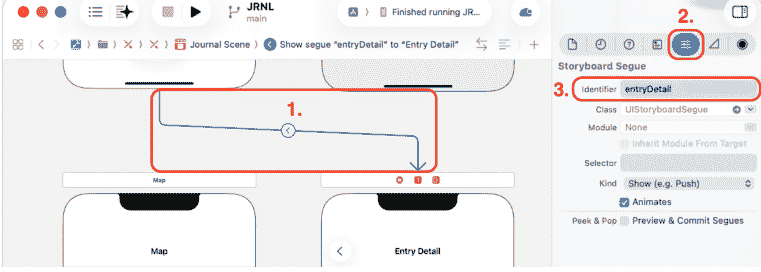 JRNL
main
Finished running JR...
2.
Journal Scene
Show segue “entryDetail” to “Entry Detail”
Storyboard Segue
3.
Identifier entryDetail
1.
Class UIStoryboardSegue
Module None
Inherit Module From Target
Selector
Map
Kind Show (e.g. Push)
Animates
Peek & Pop Preview & Commit Segues
Map
Entry Detail